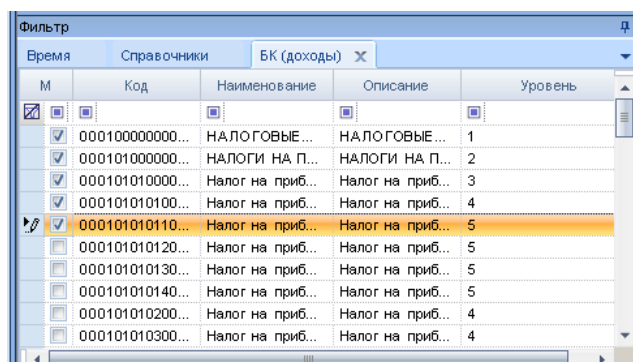 Фильтр
Время Справочники БК (доходы)
М Код Наименование Описание Уровень
000100000000... НАЛОГОВЫЕ... НАЛОГОВЫЕ... 1
000101000000... НАЛОГИ НА П... НАЛОГИ НА П... 2
000101010000... Налог на приб... Налог на приб... 3
000101010100... Налог на приб... Налог на приб... 4
000101010110... Налог на приб... Налог на приб... 5
000101010120... Налог на приб... Налог на приб... 5
000101010130... Налог на приб... Налог на приб... 5
000101010140... Налог на приб... Налог на приб... 5
000101010200... Налог на приб... Налог на приб... 4
000101010300... Налог на приб... Налог на приб... 4